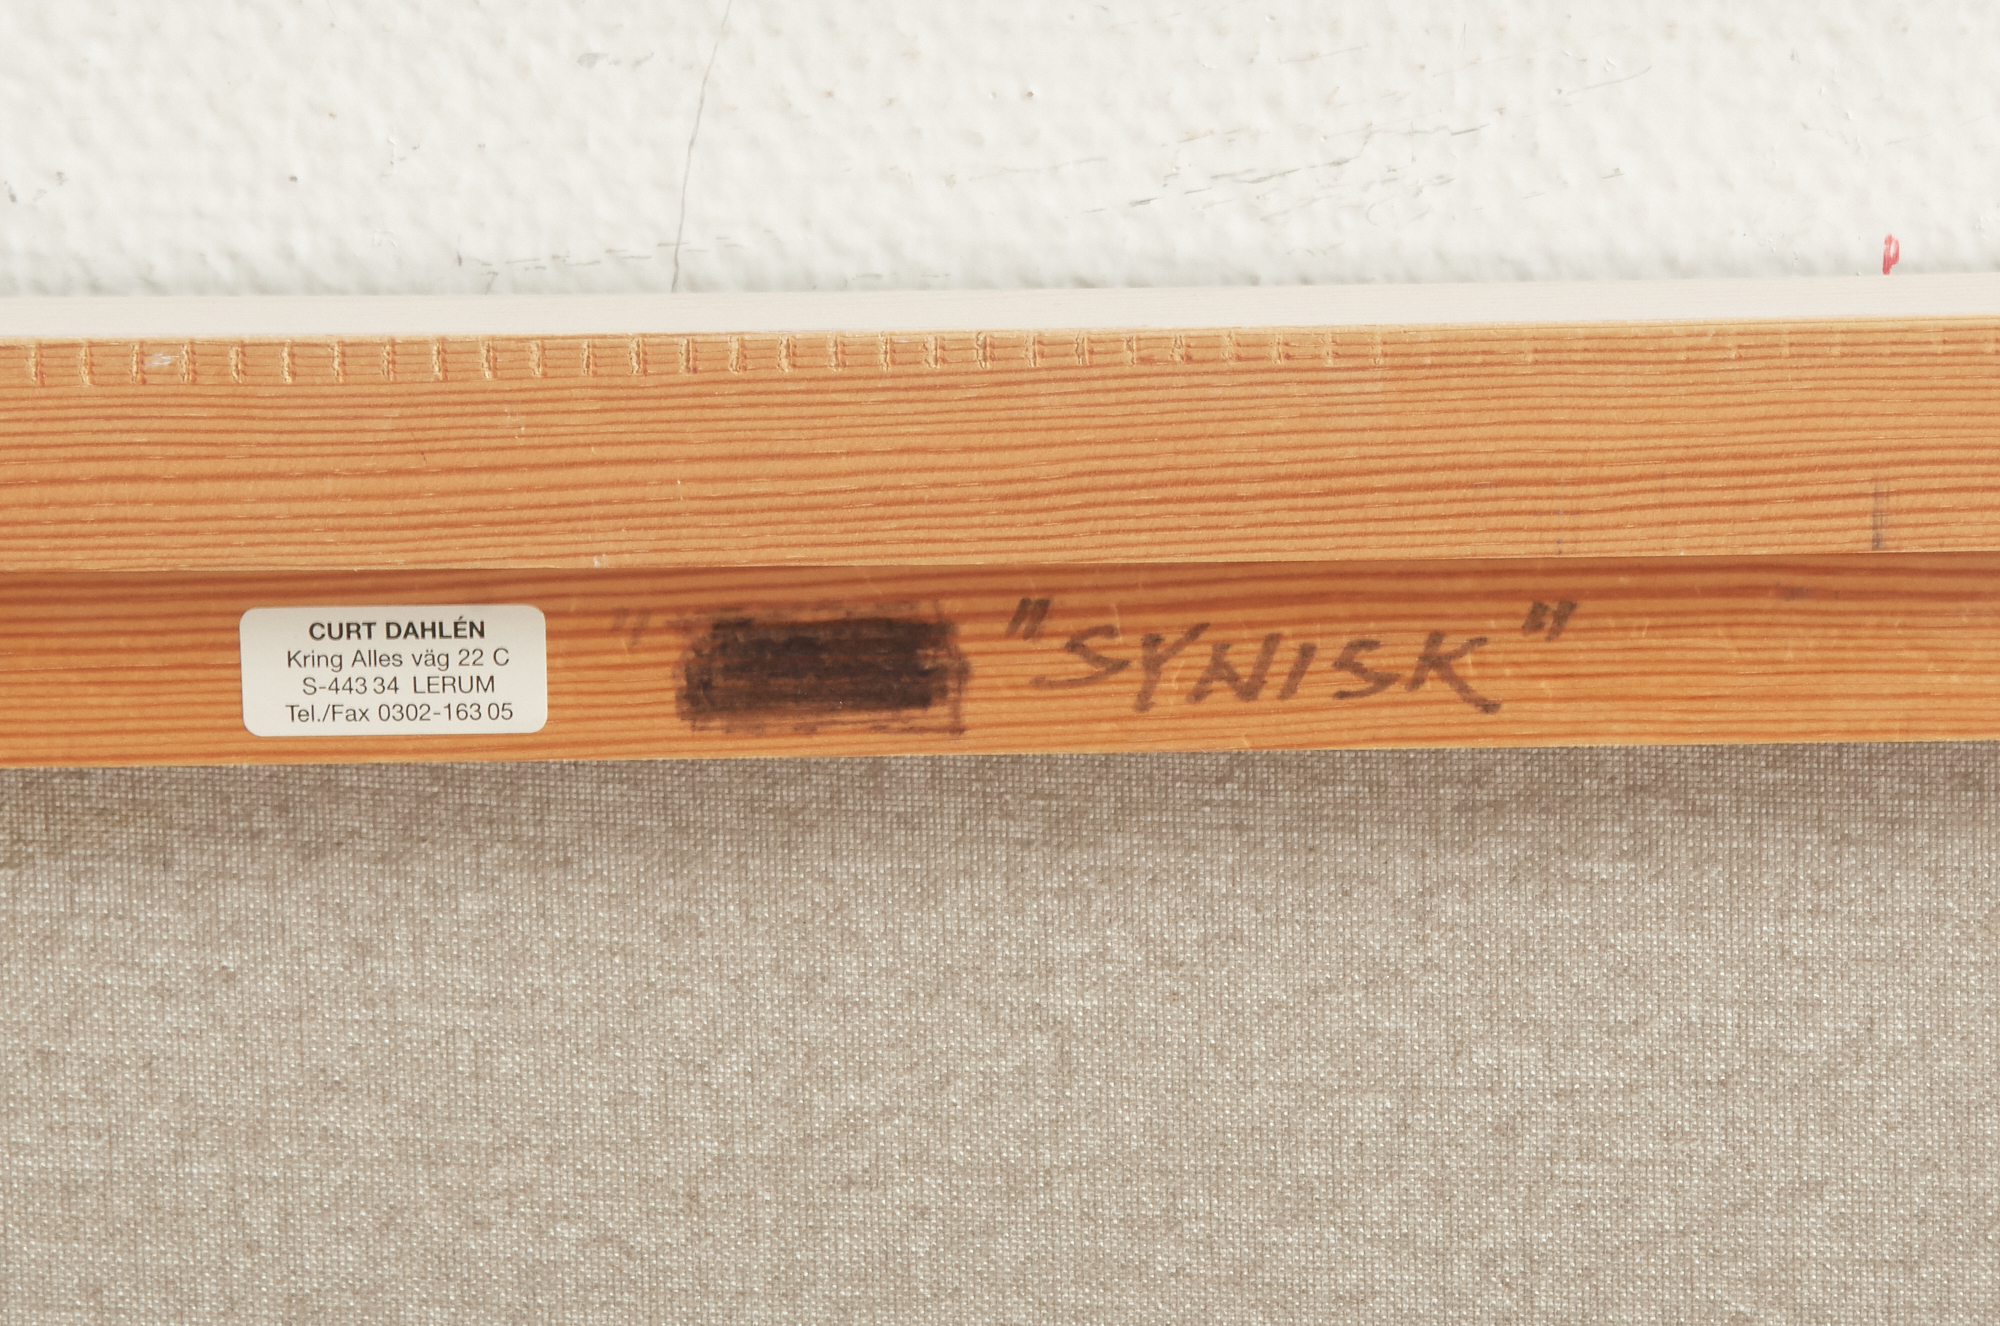 CURT DAHLÉN
Kring Alles väg 22 C
S-443 34 LERUM
Tel./Fax 0302-163 05
"SYNISK"